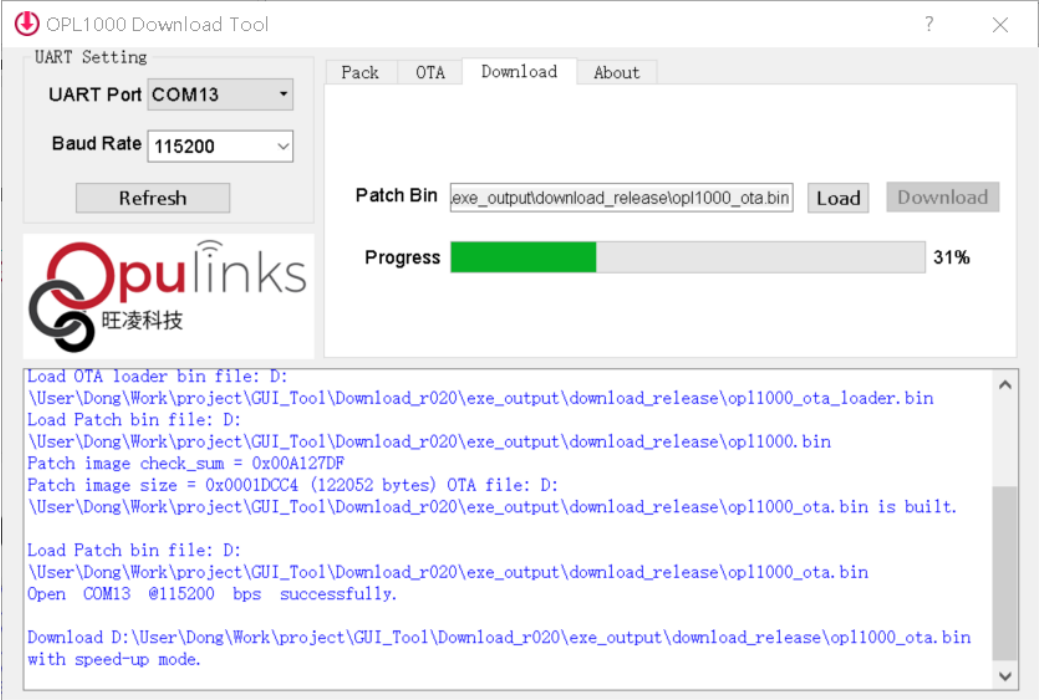 OPL1000 Download Tool
?
UART Setting
UART Port COM13
Baud Rate 115200
Refresh
Opulinks
旺凌科技
Pack OTA Download About
Patch Bin .exe_output\download_release\opl1000_ota.bin Load Download
Progress 31%
Load OTA loader bin file: D:
\User\Dong\Work\project\GUI_Tool\Download_r020\exe_output\download_release\opl1000_ota_loader.bin
Load Patch bin file: D:
\User\Dong\Work\project\GUI_Tool\Download_r020\exe_output\download_release\opl1000.bin
Patch image check_sum = 0x00A127DF
Patch image size = 0x0001DCC4 (122052 bytes) OTA file: D:
\User\Dong\Work\project\GUI_Tool\Download_r020\exe_output\download_release\opl1000_ota.bin is built.
Load Patch bin file: D:
\User\Dong\Work\project\GUI_Tool\Download_r020\exe_output\download_release\opl1000_ota.bin
Open COM13 @115200 bps successfully.
Download D:\User\Dong\Work\project\GUI_Tool\Download_r020\exe_output\download_release\opl1000_ota.bin
with speed-up mode.